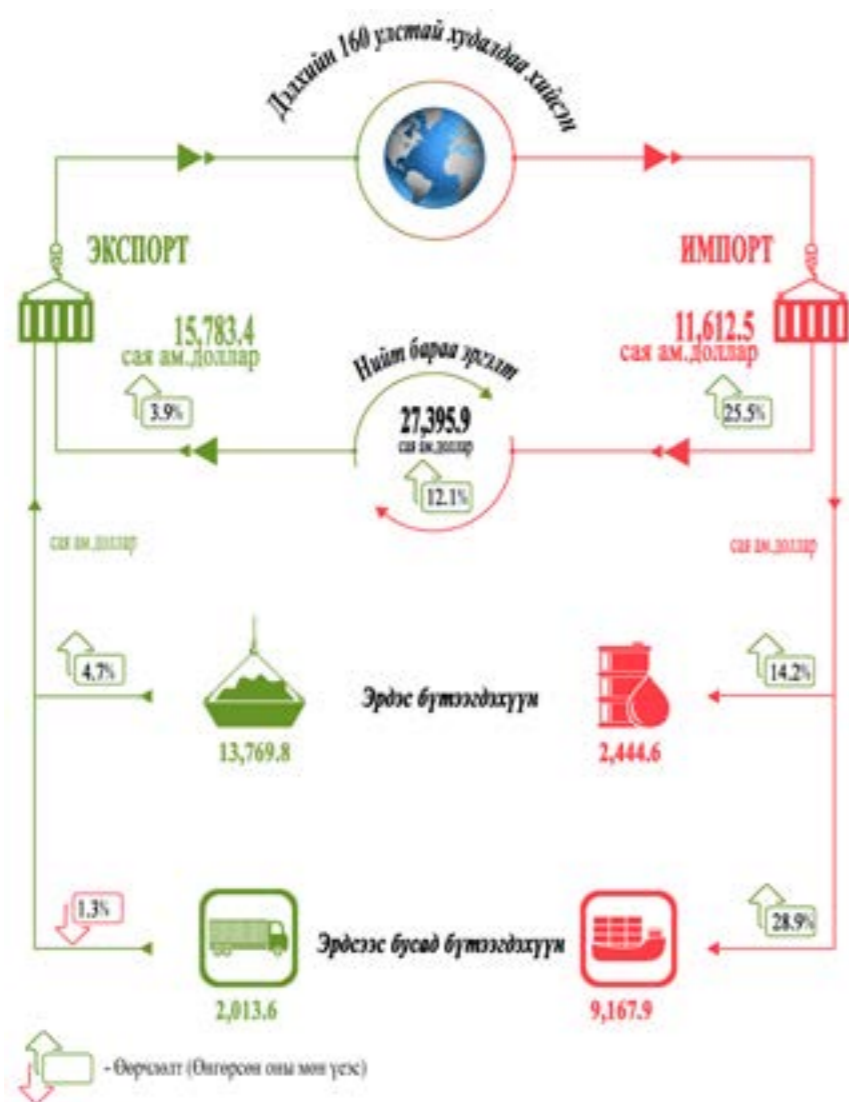 Дэлхийн 160 улстай худалдаа хийсэн
ЭКСПОРТ
ИМПОРТ
15,783.4
сая ам.доллар
3.9%
11,612.5
сая ам.доллар
25.5%
Нийт бараа эргэлт
27,395.9
сая ам.доллар
12.1%
сая ам.доллар
сая ам.доллар
4.7%
14.2%
Эрдэс бүтээгдэхүүн
13,769.8
2,444.6
1.3%
28.9%
Эрдсээс бусад бүтээгдэхүүн
2,013.6
9,167.9
- Өөрчлөлт (Өнгөрсөн оны мөн үеэс)